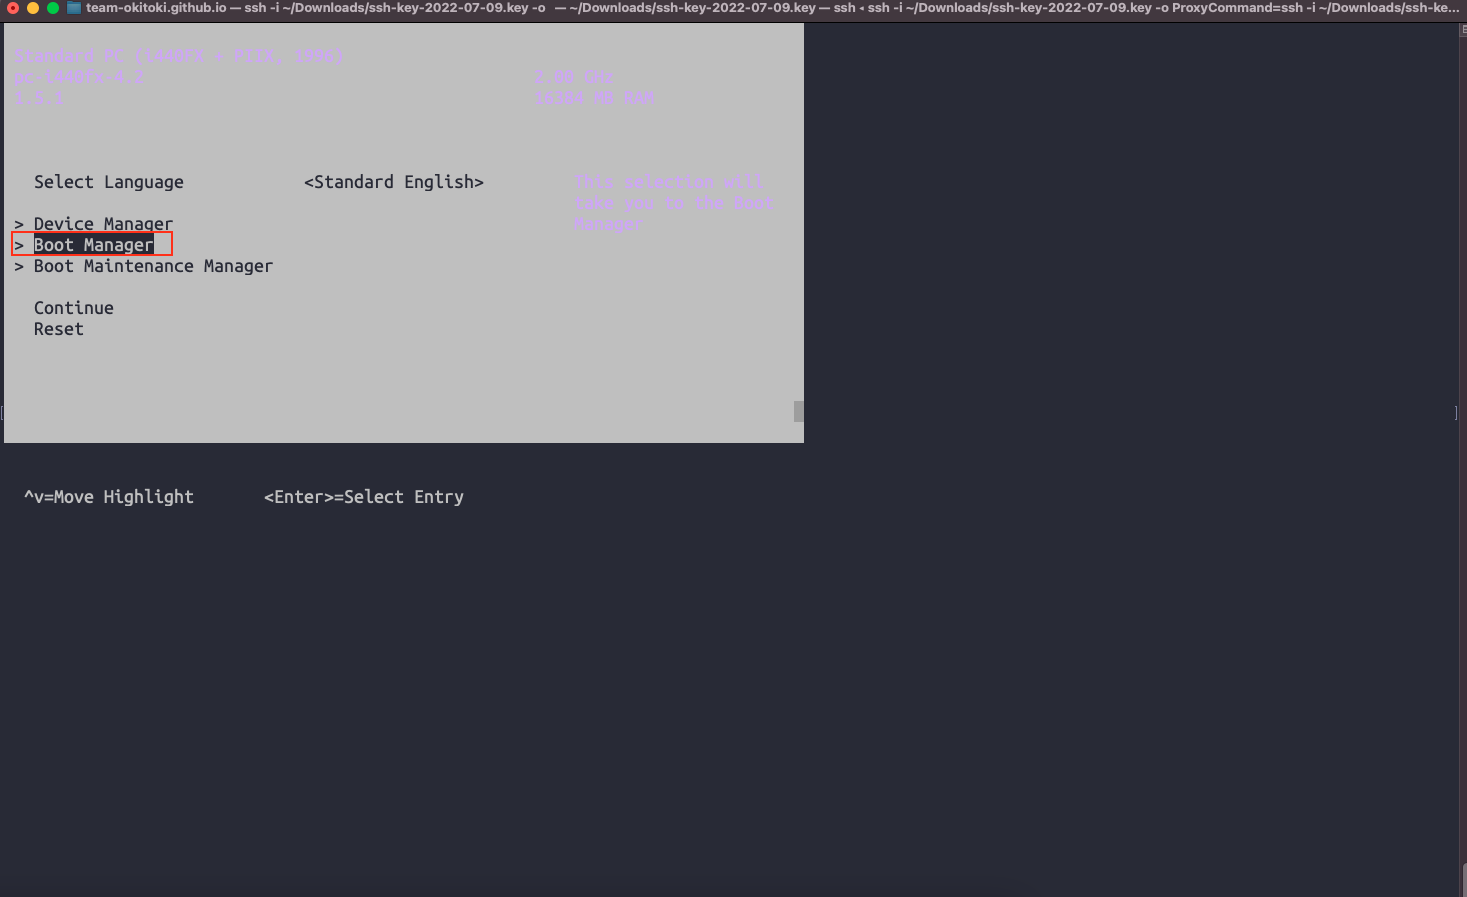 team-okitoki.github.io — ssh -i ~/Downloads/ssh-key-2022-07-09.key -o — ~/Downloads/ssh-key-2022-07-09.key — ssh ◂ ssh -i ~/Downloads/ssh-key-2022-07-09.key -o ProxyCommand=ssh -i ~/Downloads/ssh-ke...
Standard PC (i440FX + PIIX, 1996)
pc-i440fx-4.2 2.00 GHz
1.5.1 16384 MB RAM
Select Language <Standard English> This selection will
take you to the Boot
> Device Manager Manager
> Boot Manager
> Boot Maintenance Manager
Continue
Reset
^v=Move Highlight <Enter>=Select Entry